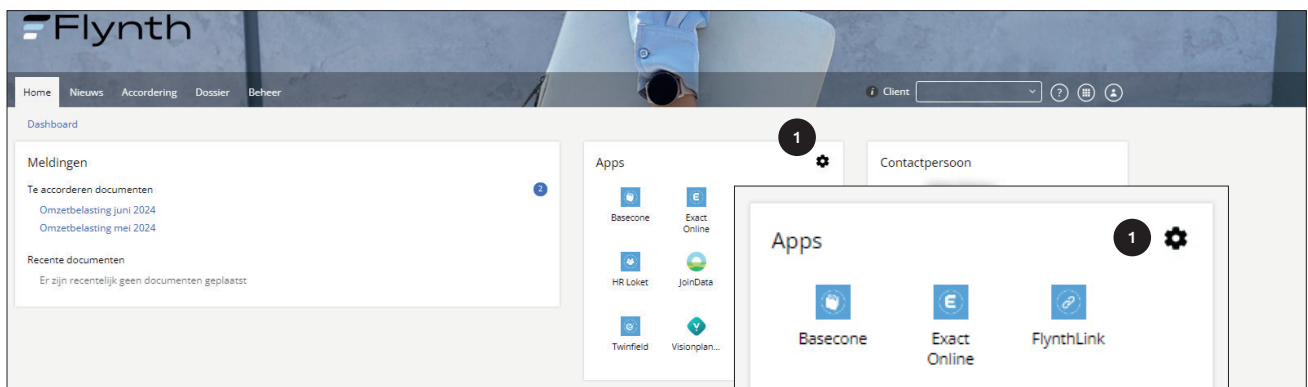 Flynth
Home Nieuws Accordering Dossier Beheer
i Client ?
Dashboard
Meldingen
Te accorderen documenten 2
Omzetbelasting juni 2024
Omzetbelasting mei 2024
Recente documenten
Er zijn recentelijk geen documenten geplaatst
Apps
1
Basecone
Exact
Online
HR Loket
JoinData
Twinfield
Visionplan...
Contactpersoon
Apps
1
Basecone
Exact
Online
FlynthLink